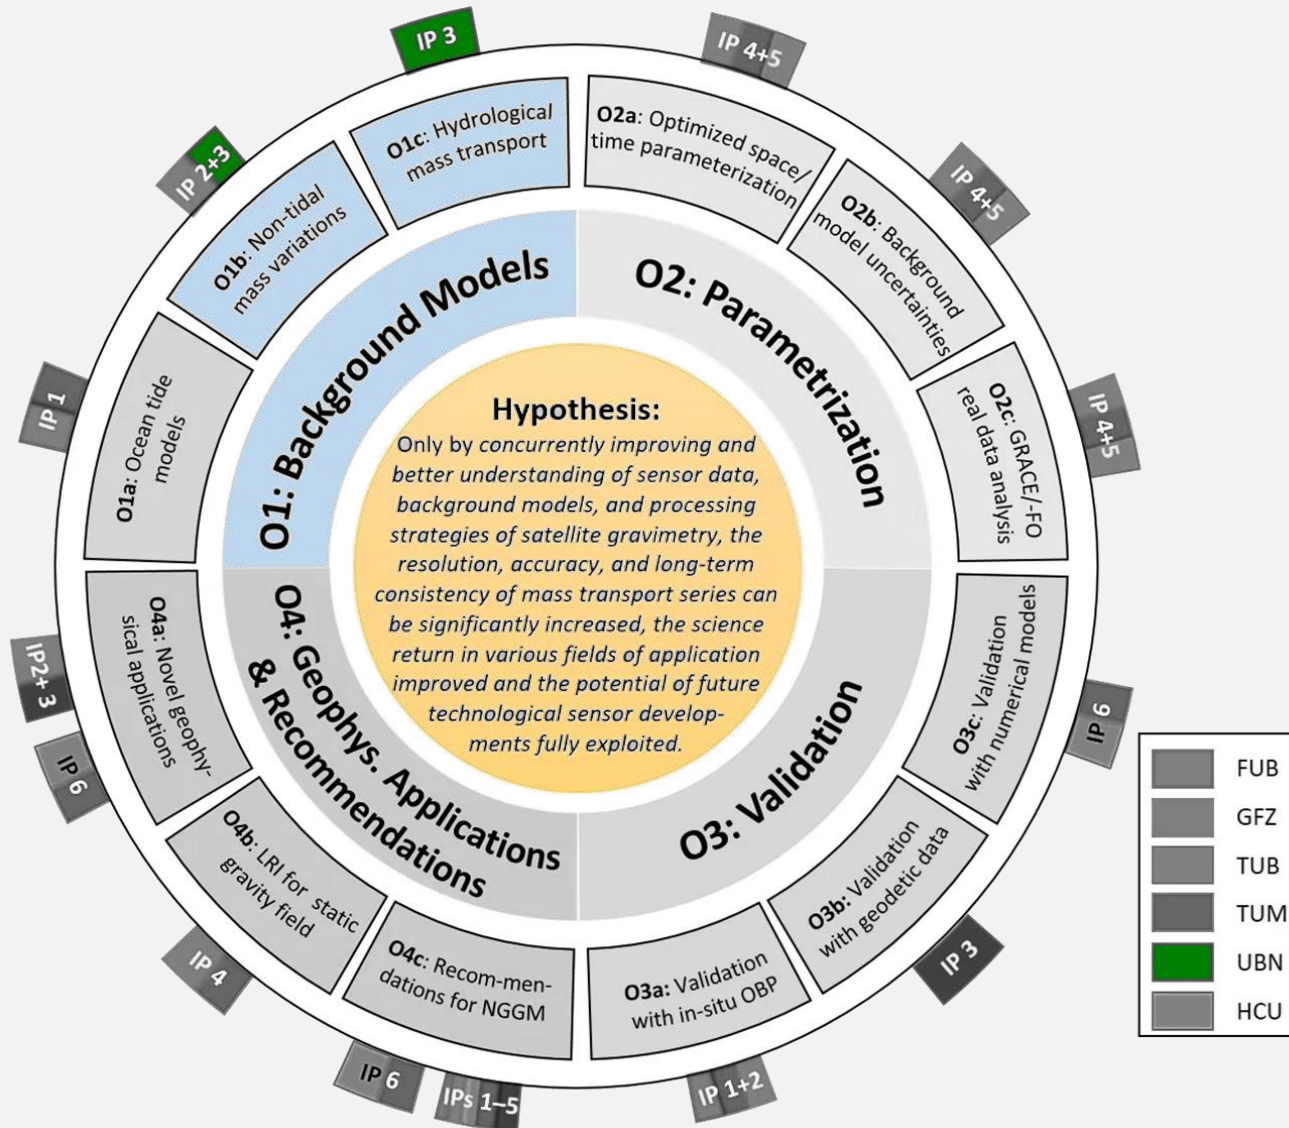 IP 3
IP 4+5
IP 2+3
IP 4+5
IP 1
IP 4+5
IP2+ 3
IP 6
IP 6
IP 4
IP 3
IP 6
IPs 1–5
IP 1+2
O1: Background Models
O1a: Ocean tide
models
O1b: Non-tidal
mass variations
O1c: Hydrological
mass transport
O2: Parametrization
O2a: Optimized space/
time parameterization
O2b: Background
model uncertainties
O2c: GRACE/-FO
real data analysis
O3: Validation
O3c: Validation
with numerical models
O3b: Validation
with geodetic data
O3a: Validation
with in-situ OBP
O4: Geophys. Applications
& Recommendations
O4c: Recom-men-
dations for NGGM
O4b: LRI for static
gravity field
O4a: Novel geophy-
sical applications
Hypothesis:
Only by concurrently improving and
better understanding of sensor data,
background models, and processing
strategies of satellite gravimetry, the
resolution, accuracy, and long-term
consistency of mass transport series can
be significantly increased, the science
return in various fields of application
improved and the potential of future
technological sensor develop-
ments fully exploited.
FUB
GFZ
TUB
TUM
UBN
HCU